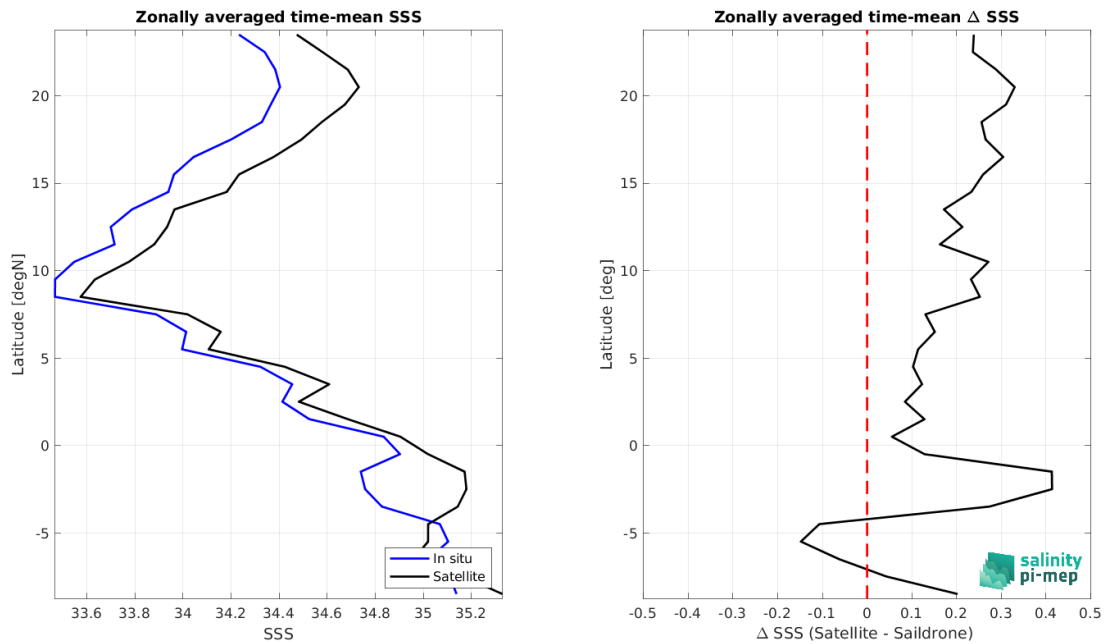 Zonally averaged time-mean SSS
20
15
10
5
0
-5
Latitude [degN]
33.6 33.8 34 34.2 34.4 34.6 34.8 35 35.2
SSS
In situ
Satellite
Zonally averaged time-mean Δ SSS
20
15
10
5
0
-5
Latitude [deg]
-0.5 -0.4 -0.3 -0.2 -0.1 0 0.1 0.2 0.3 0.4 0.5
Δ SSS (Satellite - Saildrone)
salinity
pi-mep